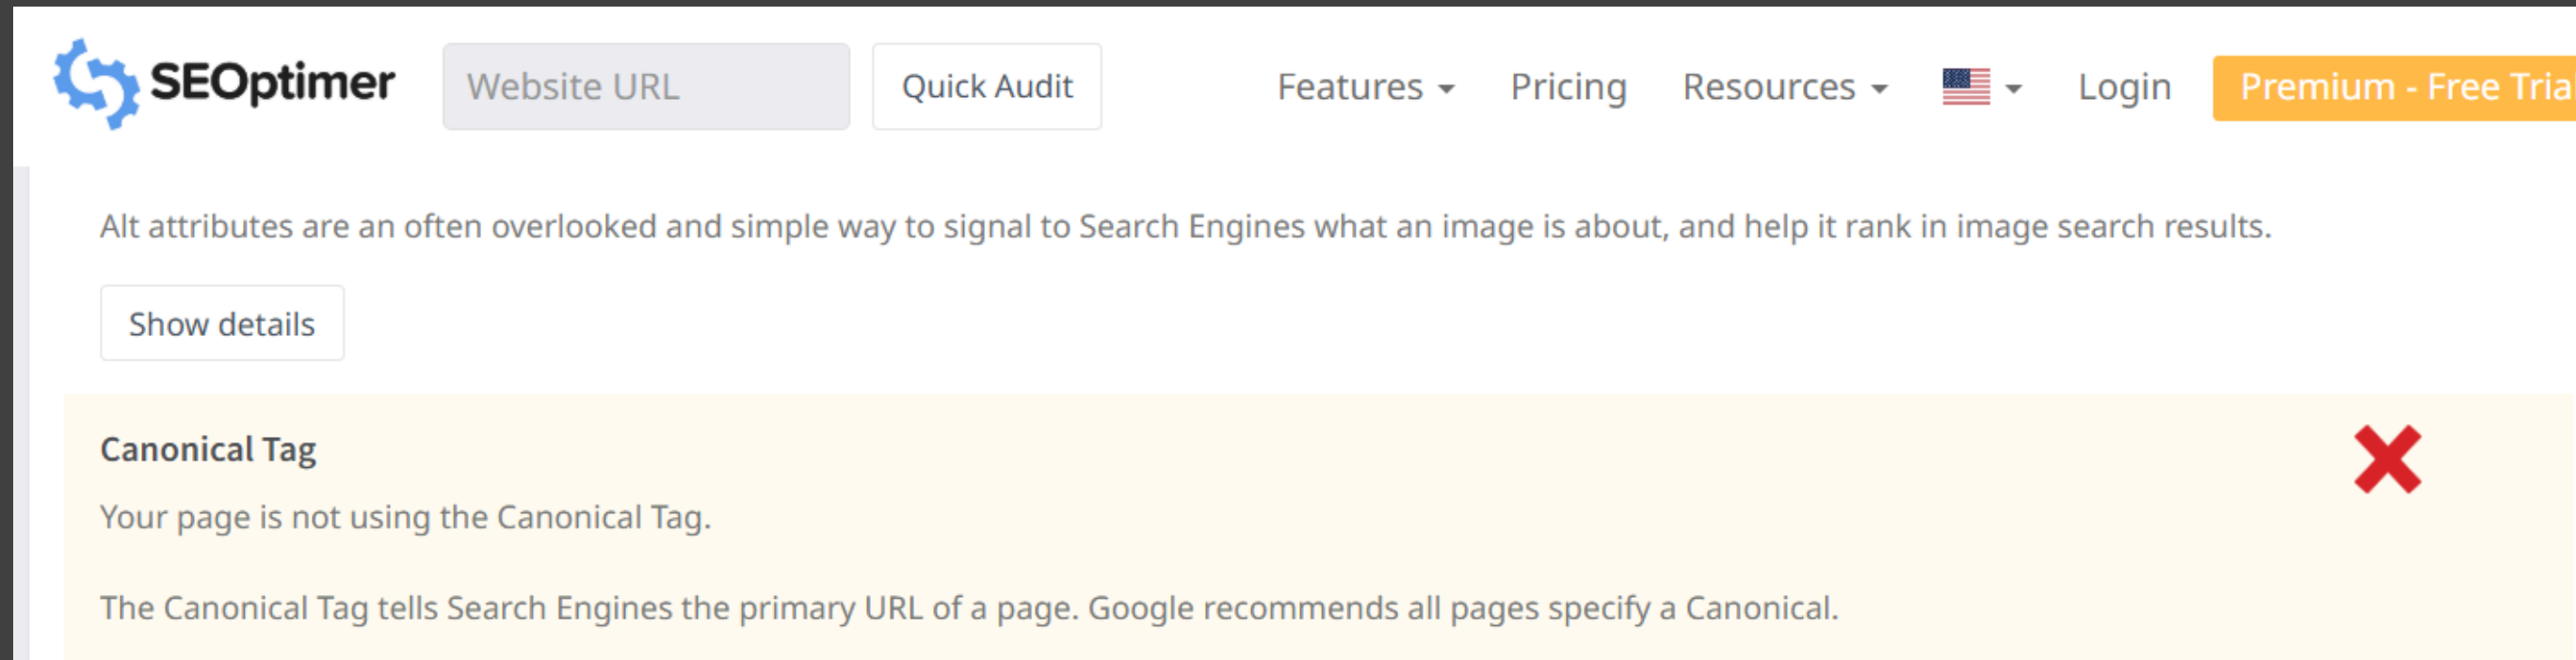 SEOptimer
Website URL
Quick Audit
Features
Pricing
Resources
Login
Premium - Free Tria
Alt attributes are an often overlooked and simple way to signal to Search Engines what an image is about, and help it rank in image search results.
Show details
Canonical Tag
Your page is not using the Canonical Tag.
The Canonical Tag tells Search Engines the primary URL of a page. Google recommends all pages specify a Canonical.